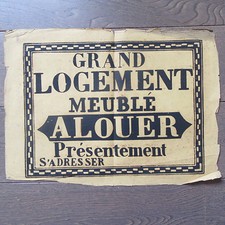 GRAND
LOGEMENT
MEUBLÉ
ALOUER
Présentement
S'ADRESSER